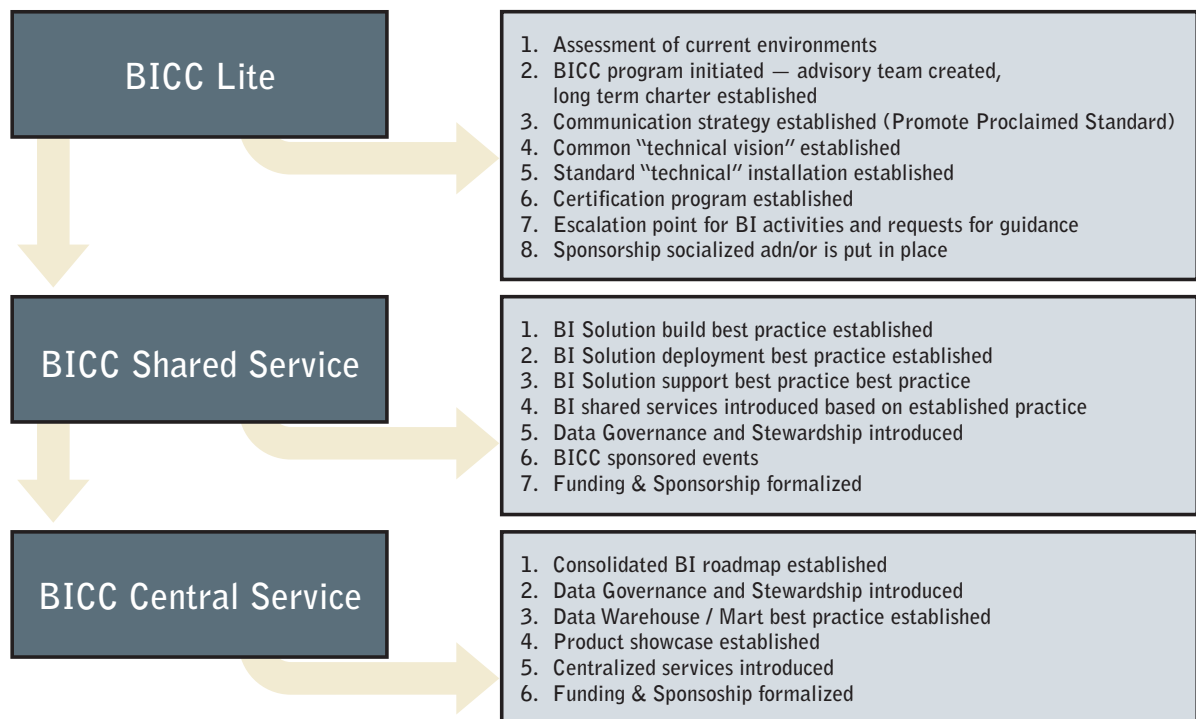 BICC Lite
1. Assessment of current environments
2. BICC program initiated — advisory team created,
long term charter established
3. Communication strategy established (Promote Proclaimed Standard)
4. Common “technical vision” established
5. Standard “technical” installation established
6. Certification program established
7. Escalation point for BI activities and requests for guidance
8. Sponsorship socialized adn/or is put in place
BICC Shared Service
1. BI Solution build best practice established
2. BI Solution deployment best practice established
3. BI Solution support best practice best practice
4. BI shared services introduced based on established practice
5. Data Governance and Stewardship introduced
6. BICC sponsored events
7. Funding & Sponsorship formalized
BICC Central Service
1. Consolidated BI roadmap established
2. Data Governance and Stewardship introduced
3. Data Warehouse / Mart best practice established
4. Product showcase established
5. Centralized services introduced
6. Funding & Sponsoship formalized